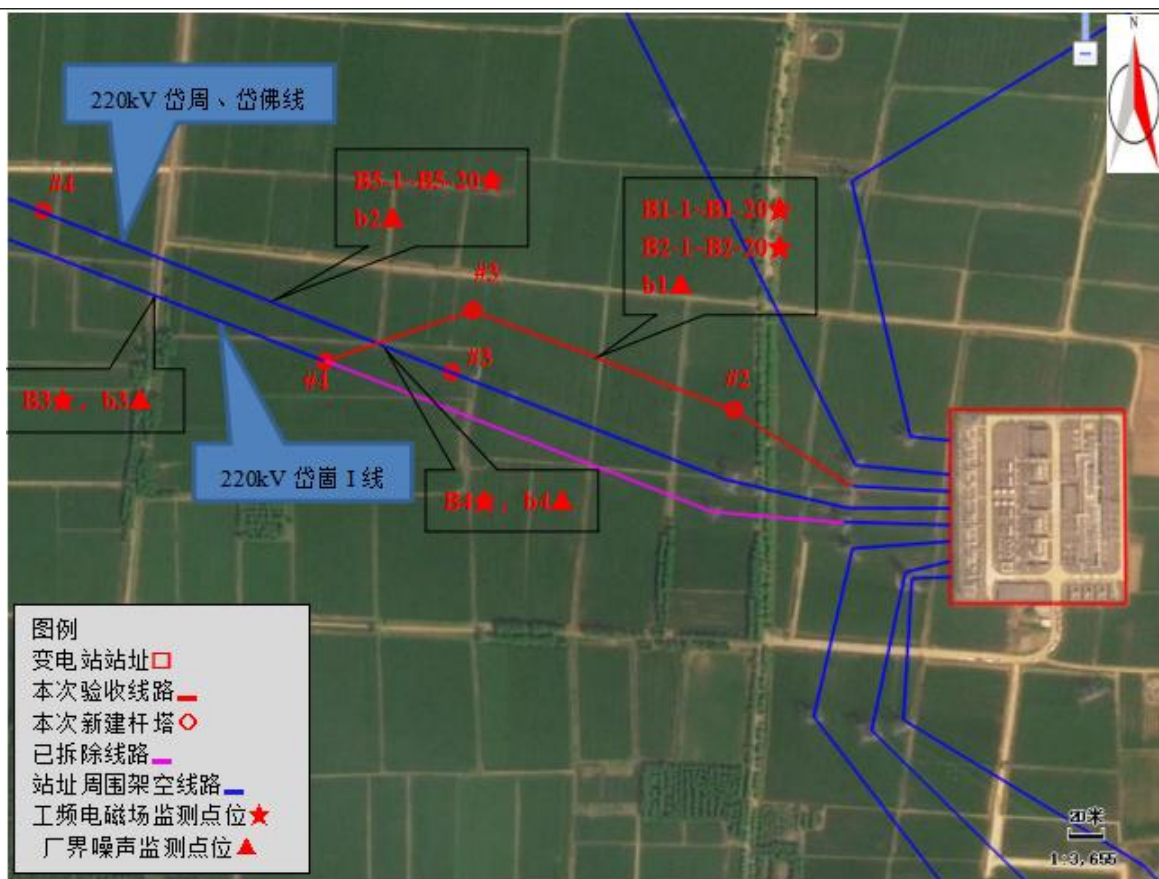 N
220kV 岱周、岱佛线
#4
B5-1~B5-20★
b2▲
B1-1~B1-20★
B2-1~B2-20★
b1▲
#3
#3
#4
#2
B3★，b3▲
220kV 岱崮 I 线
B4★，b4▲
图例
变电站站址□
本次验收线路
本次新建杆塔○
已拆除线路
站址周围架空线路
工频电磁场监测点位★
厂界噪声监测点位▲
20米
1:3,655